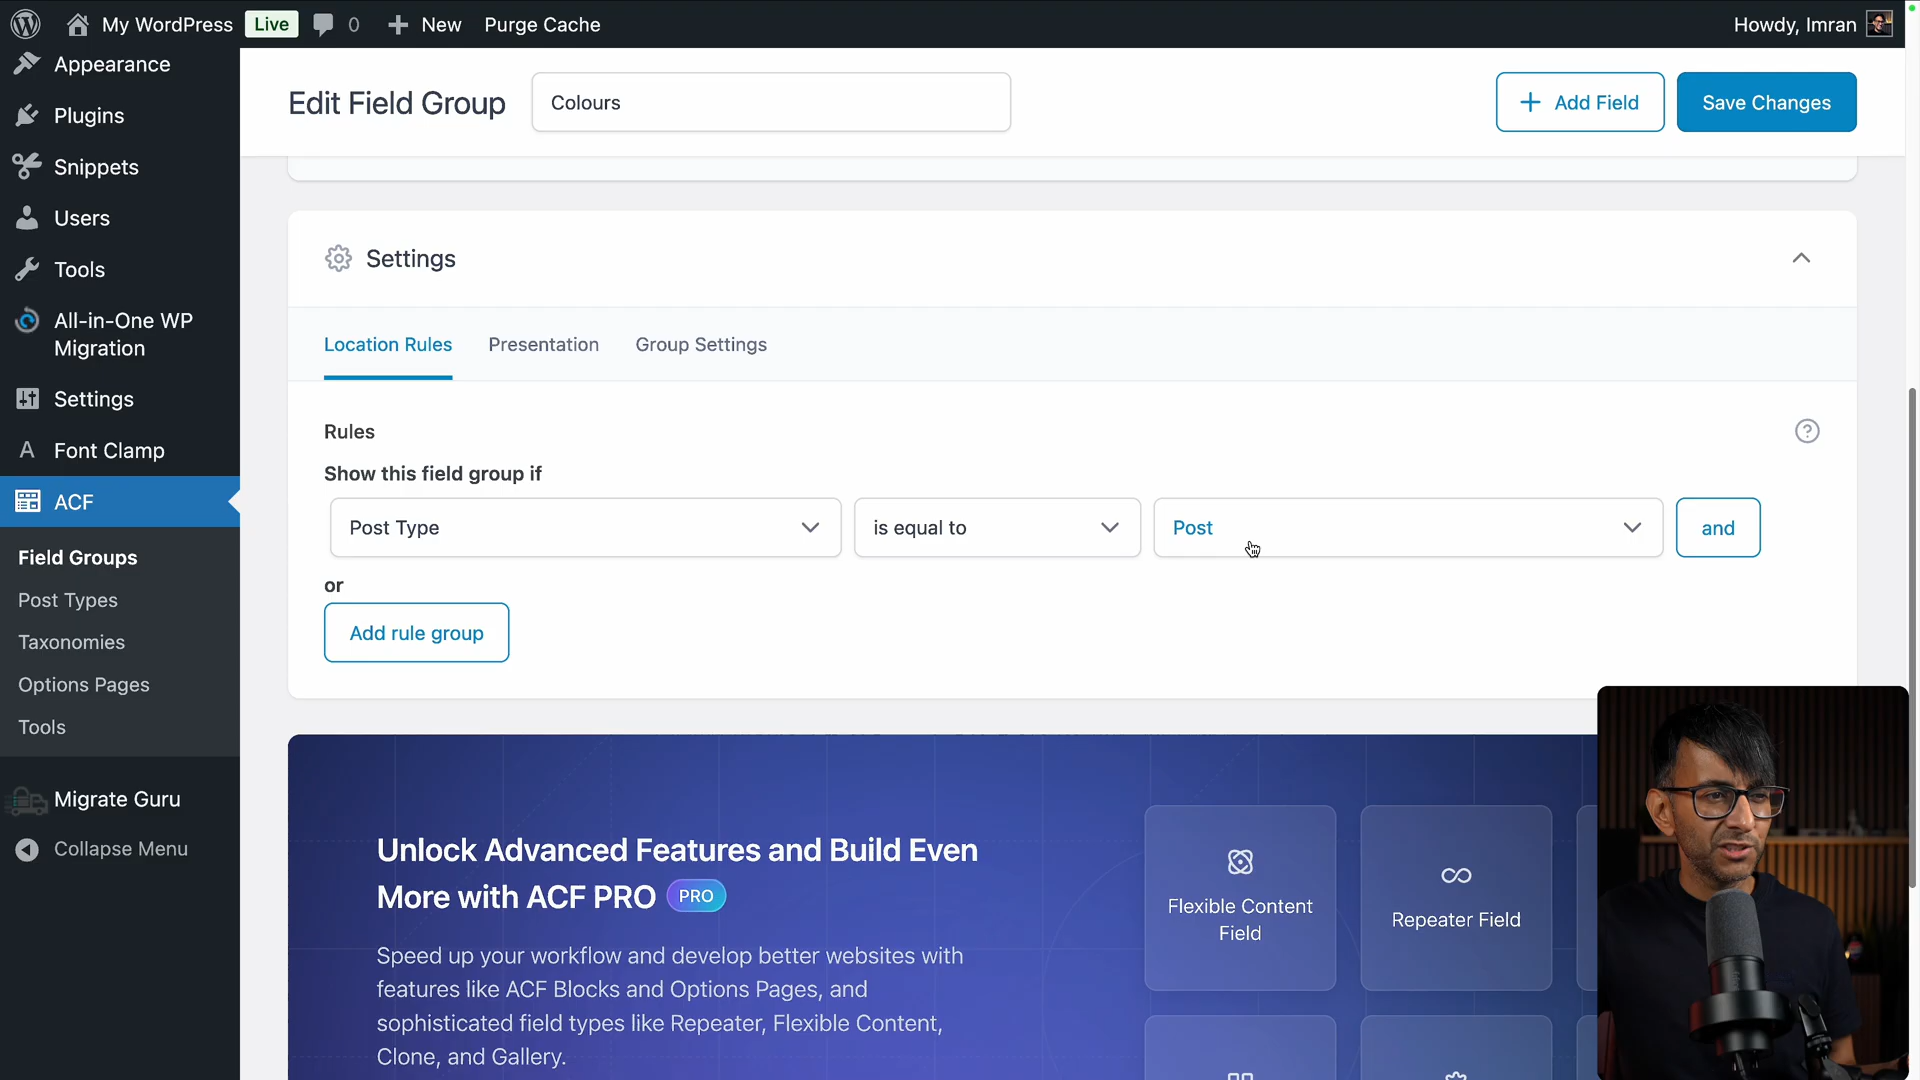 My WordPress
Live
0
New
Purge Cache
Howdy, Imran
Appearance
Plugins
Snippets
Users
Tools
All-in-One WP
Migration
Settings
A Font Clamp
ACF
Field Groups
Post Types
Taxonomies
Options Pages
Tools
Migrate Guru
Collapse Menu
Edit Field Group
Colours
+ Add Field
Save Changes
Settings
Location Rules
Presentation
Group Settings
Rules
?
Show this field group if
Post Type
is equal to
Post
and
or
Add rule group
Unlock Advanced Features and Build Even
More with ACF PRO PRO
Speed up your workflow and develop better websites with
features like ACF Blocks and Options Pages, and
sophisticated field types like Repeater, Flexible Content,
Clone, and Gallery.
Flexible Content
Field
Repeater Field